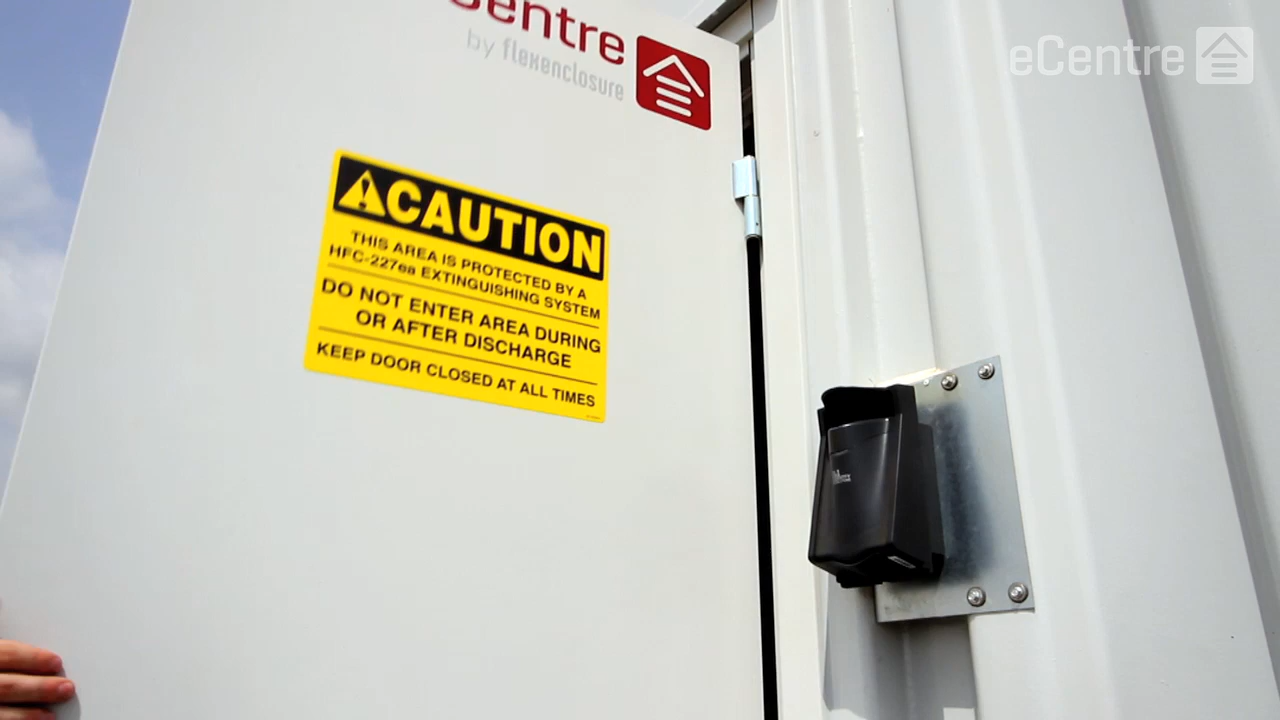 eCentre
centre
by flexenclosure
CAUTION
THIS AREA IS PROTECTED BY A
HFC-227ea EXTINGUISHING SYSTEM
DO NOT ENTER AREA DURING
OR AFTER DISCHARGE
KEEP DOOR CLOSED AT ALL TIMES